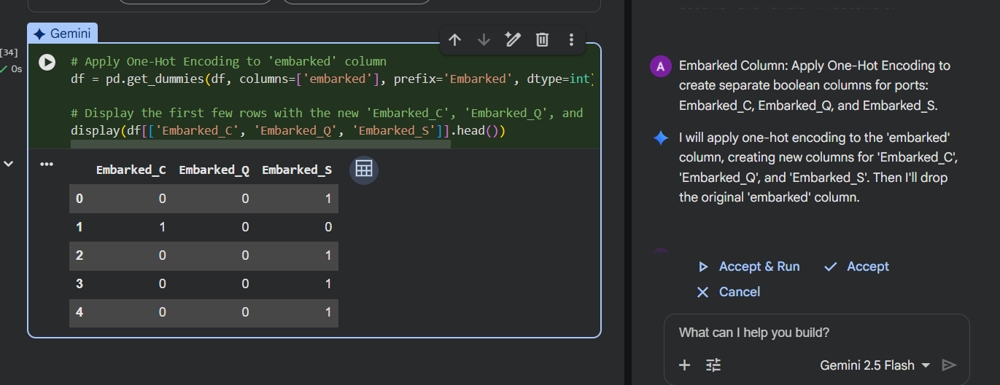 Gemini
[34]
0s
# Apply One-Hot Encoding to 'embarked' column
df = pd.get_dummies(df, columns=['embarked'], prefix='Embarked', dtype=int)
# Display the first few rows with the new 'Embarked_C', 'Embarked_Q', and
display(df[['Embarked_C', 'Embarked_Q', 'Embarked_S']].head())
Embarked_C Embarked_Q Embarked_S
0 0 0 1
1 1 0 0
2 0 0 1
3 0 0 1
4 0 0 1
A
Embarked Column: Apply One-Hot Encoding to
create separate boolean columns for ports:
Embarked_C, Embarked_Q, and Embarked_S.
I will apply one-hot encoding to the 'embarked'
column, creating new columns for 'Embarked_C',
'Embarked_Q', and 'Embarked_S'. Then I'll drop
the original 'embarked' column.
Accept & Run
Accept
Cancel
What can I help you build?
Gemini 2.5 Flash